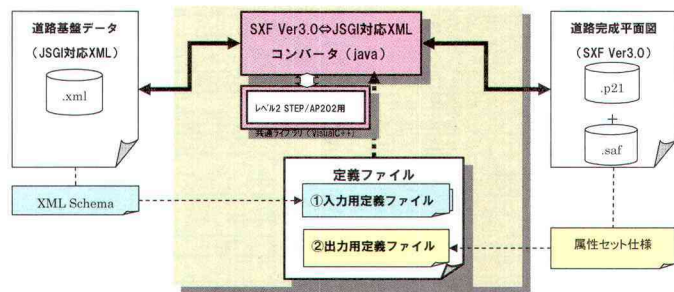 道路基盤データ
（JSGI対応XML）
.xml
XML Schema
SXF Ver3.0⇔JSGI対応XML
コンバータ（java）
レベル2 STEP/AP202用
共通ライブラリ（VisualC++）
定義ファイル
①入力用定義ファイル
②出力用定義ファイル
道路完成平面図
（SXF Ver3.0）
.p21
+
.saf
属性セット仕様